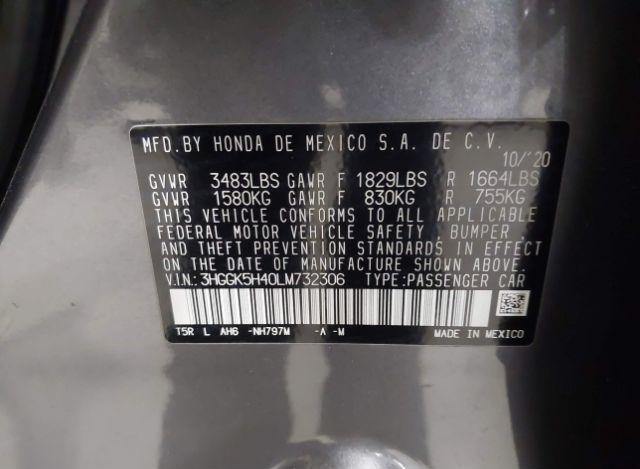 MFD.BY HONDA DE MEXICO S.A. DE C.V.
10/'20
GVWR 3483LBS GAWR F 1829LBS R 1664LBS
GVWR 1580KG GAWR F 830KG R 755KG
THIS VEHICLE CONFORMS TO ALL APPLICABLE
FEDERAL MOTOR VEHICLE SAFETY, BUMPER
AND THEFT PREVENTION STANDARDS IN EFFECT
ON THE DATE OF MANUFACTURE SHOWN ABOVE.
V.I.N.: 3HGGK5H40LM732306 TYPE:PASSENGER CAR
T5R L AH6 -NH797M -A -M MADE IN MEXICO